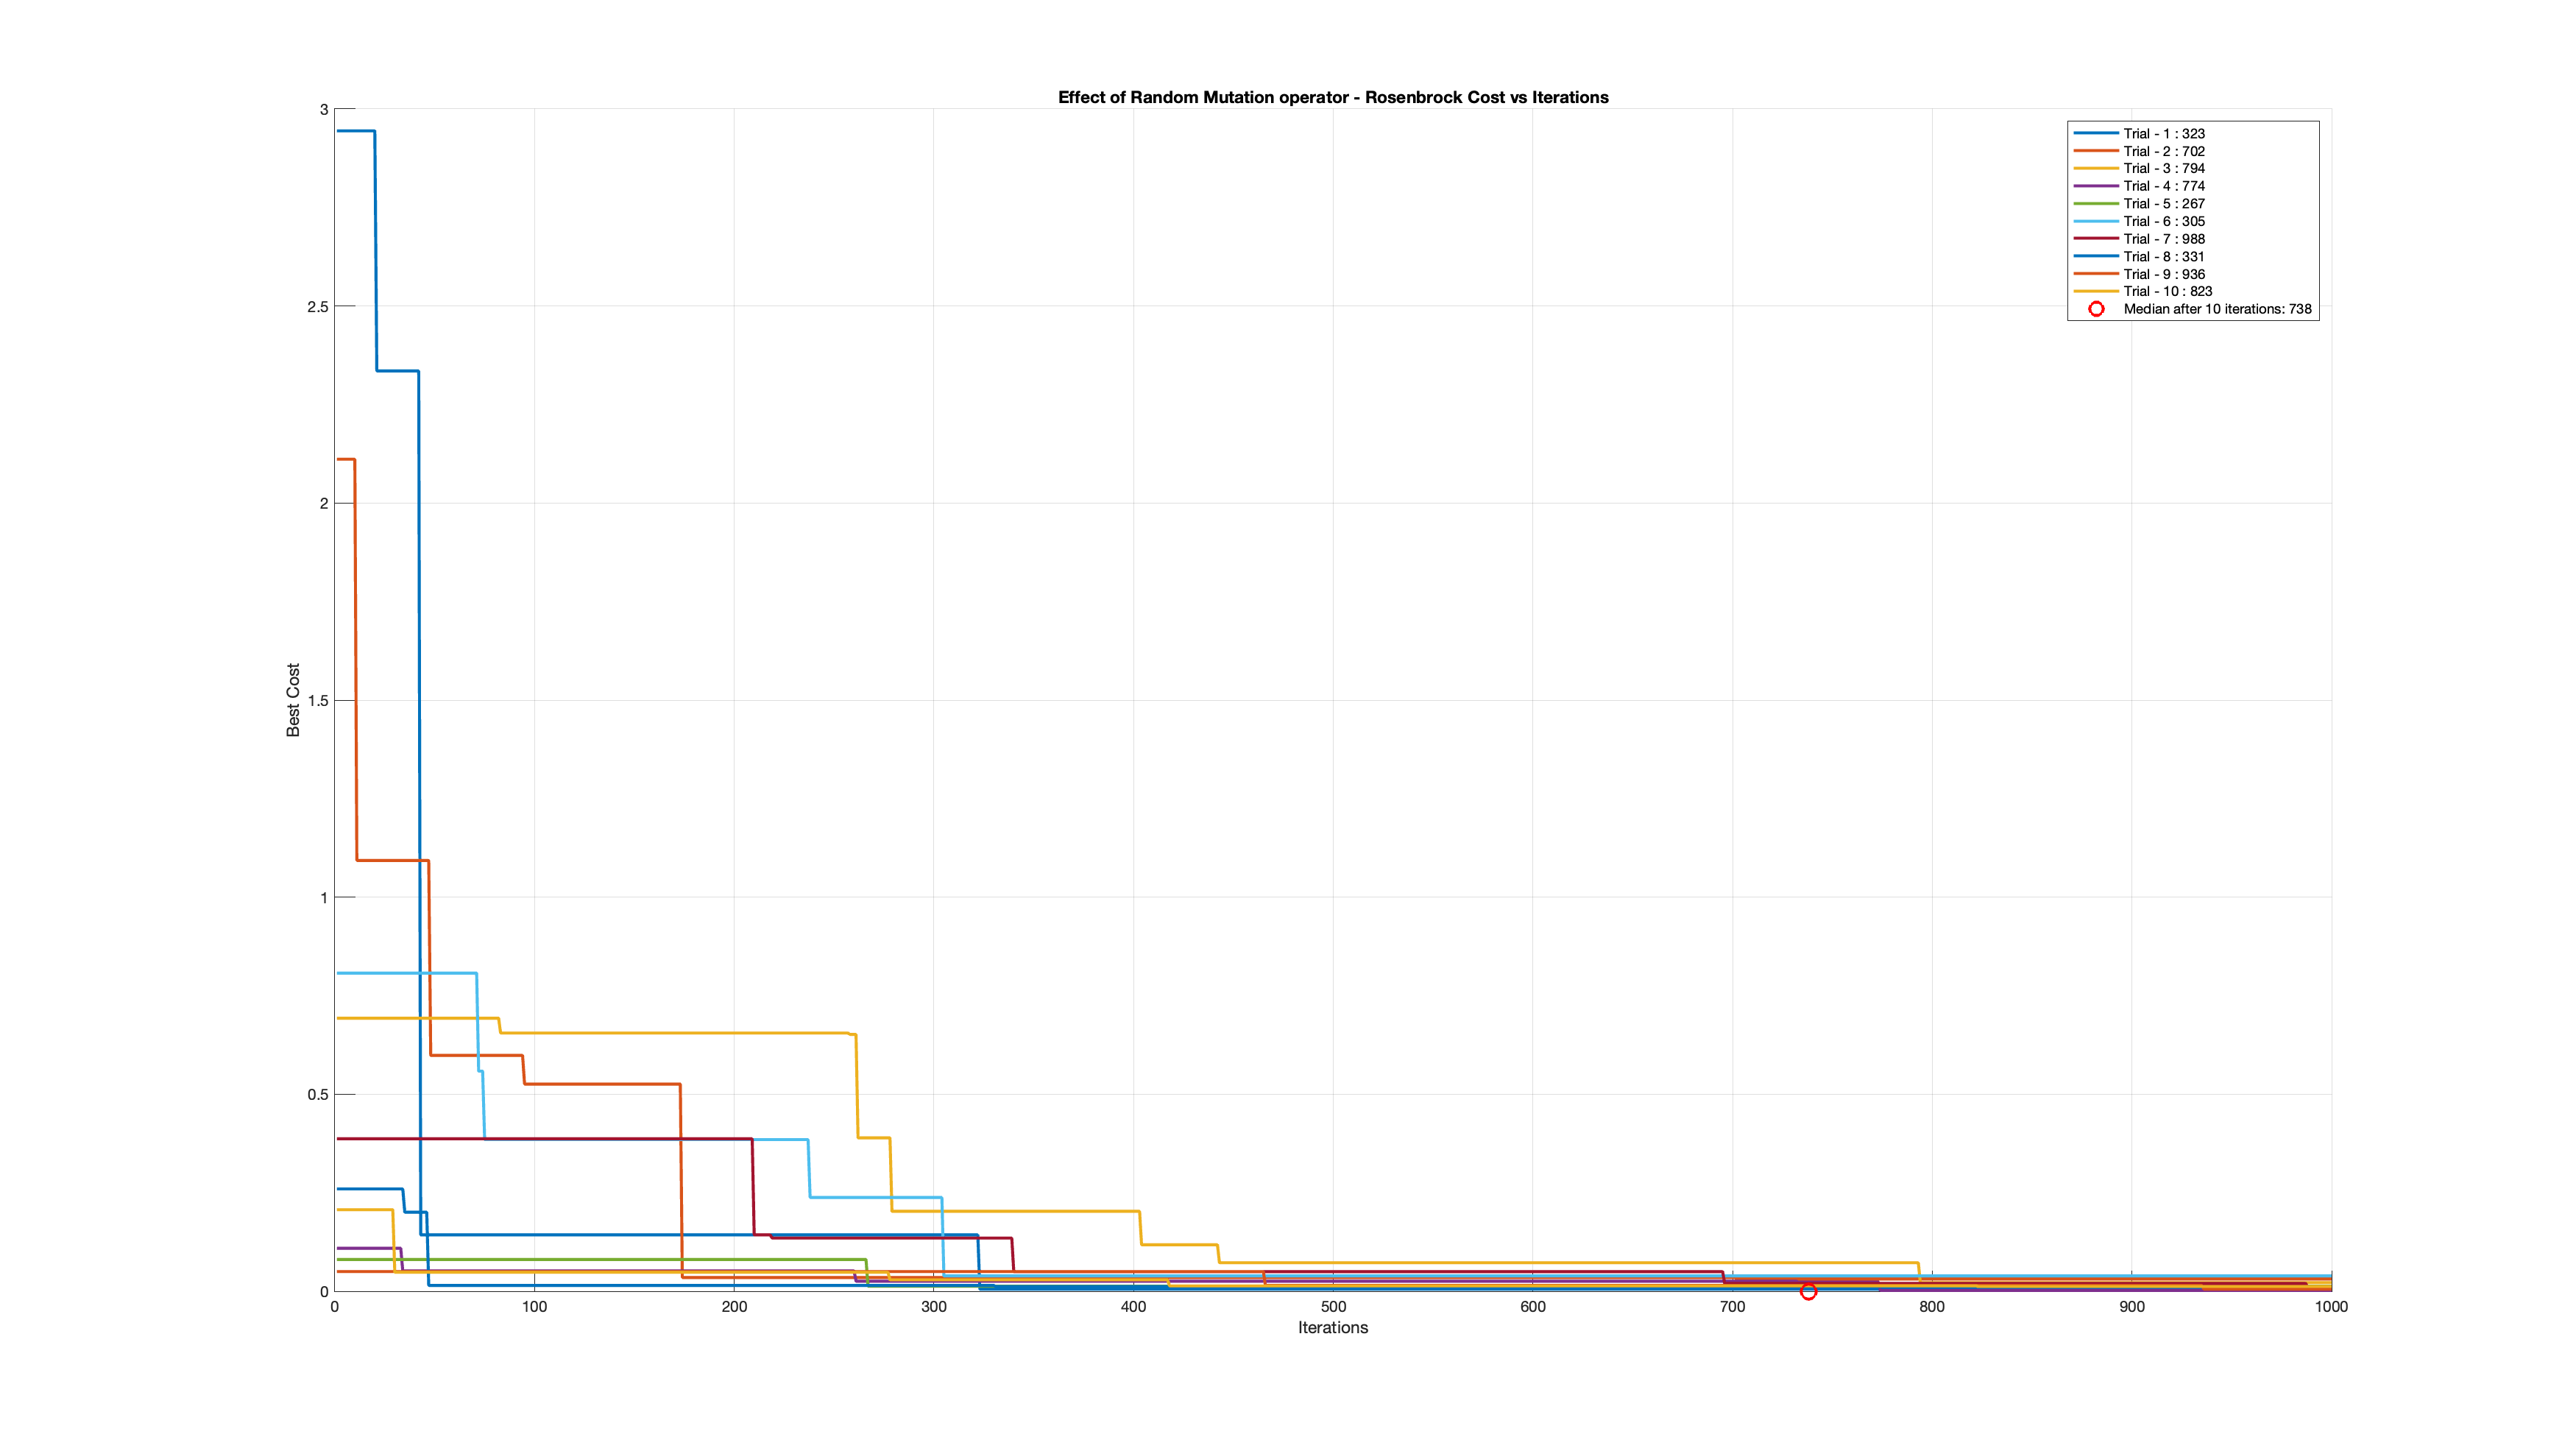 Effect of Random Mutation operator - Rosenbrock Cost vs Iterations
3
2.5
2
1.5
1
0.5
0
Best Cost
Trial - 1 : 323
Trial - 2 : 702
Trial - 3 : 794
Trial - 4 : 774
Trial - 5 : 267
Trial - 6 : 305
Trial - 7 : 988
Trial - 8 : 331
Trial - 9 : 936
Trial - 10 : 823
Median after 10 iterations: 738
0 100 200 300 400 500 600 700 800 900 1000
Iterations